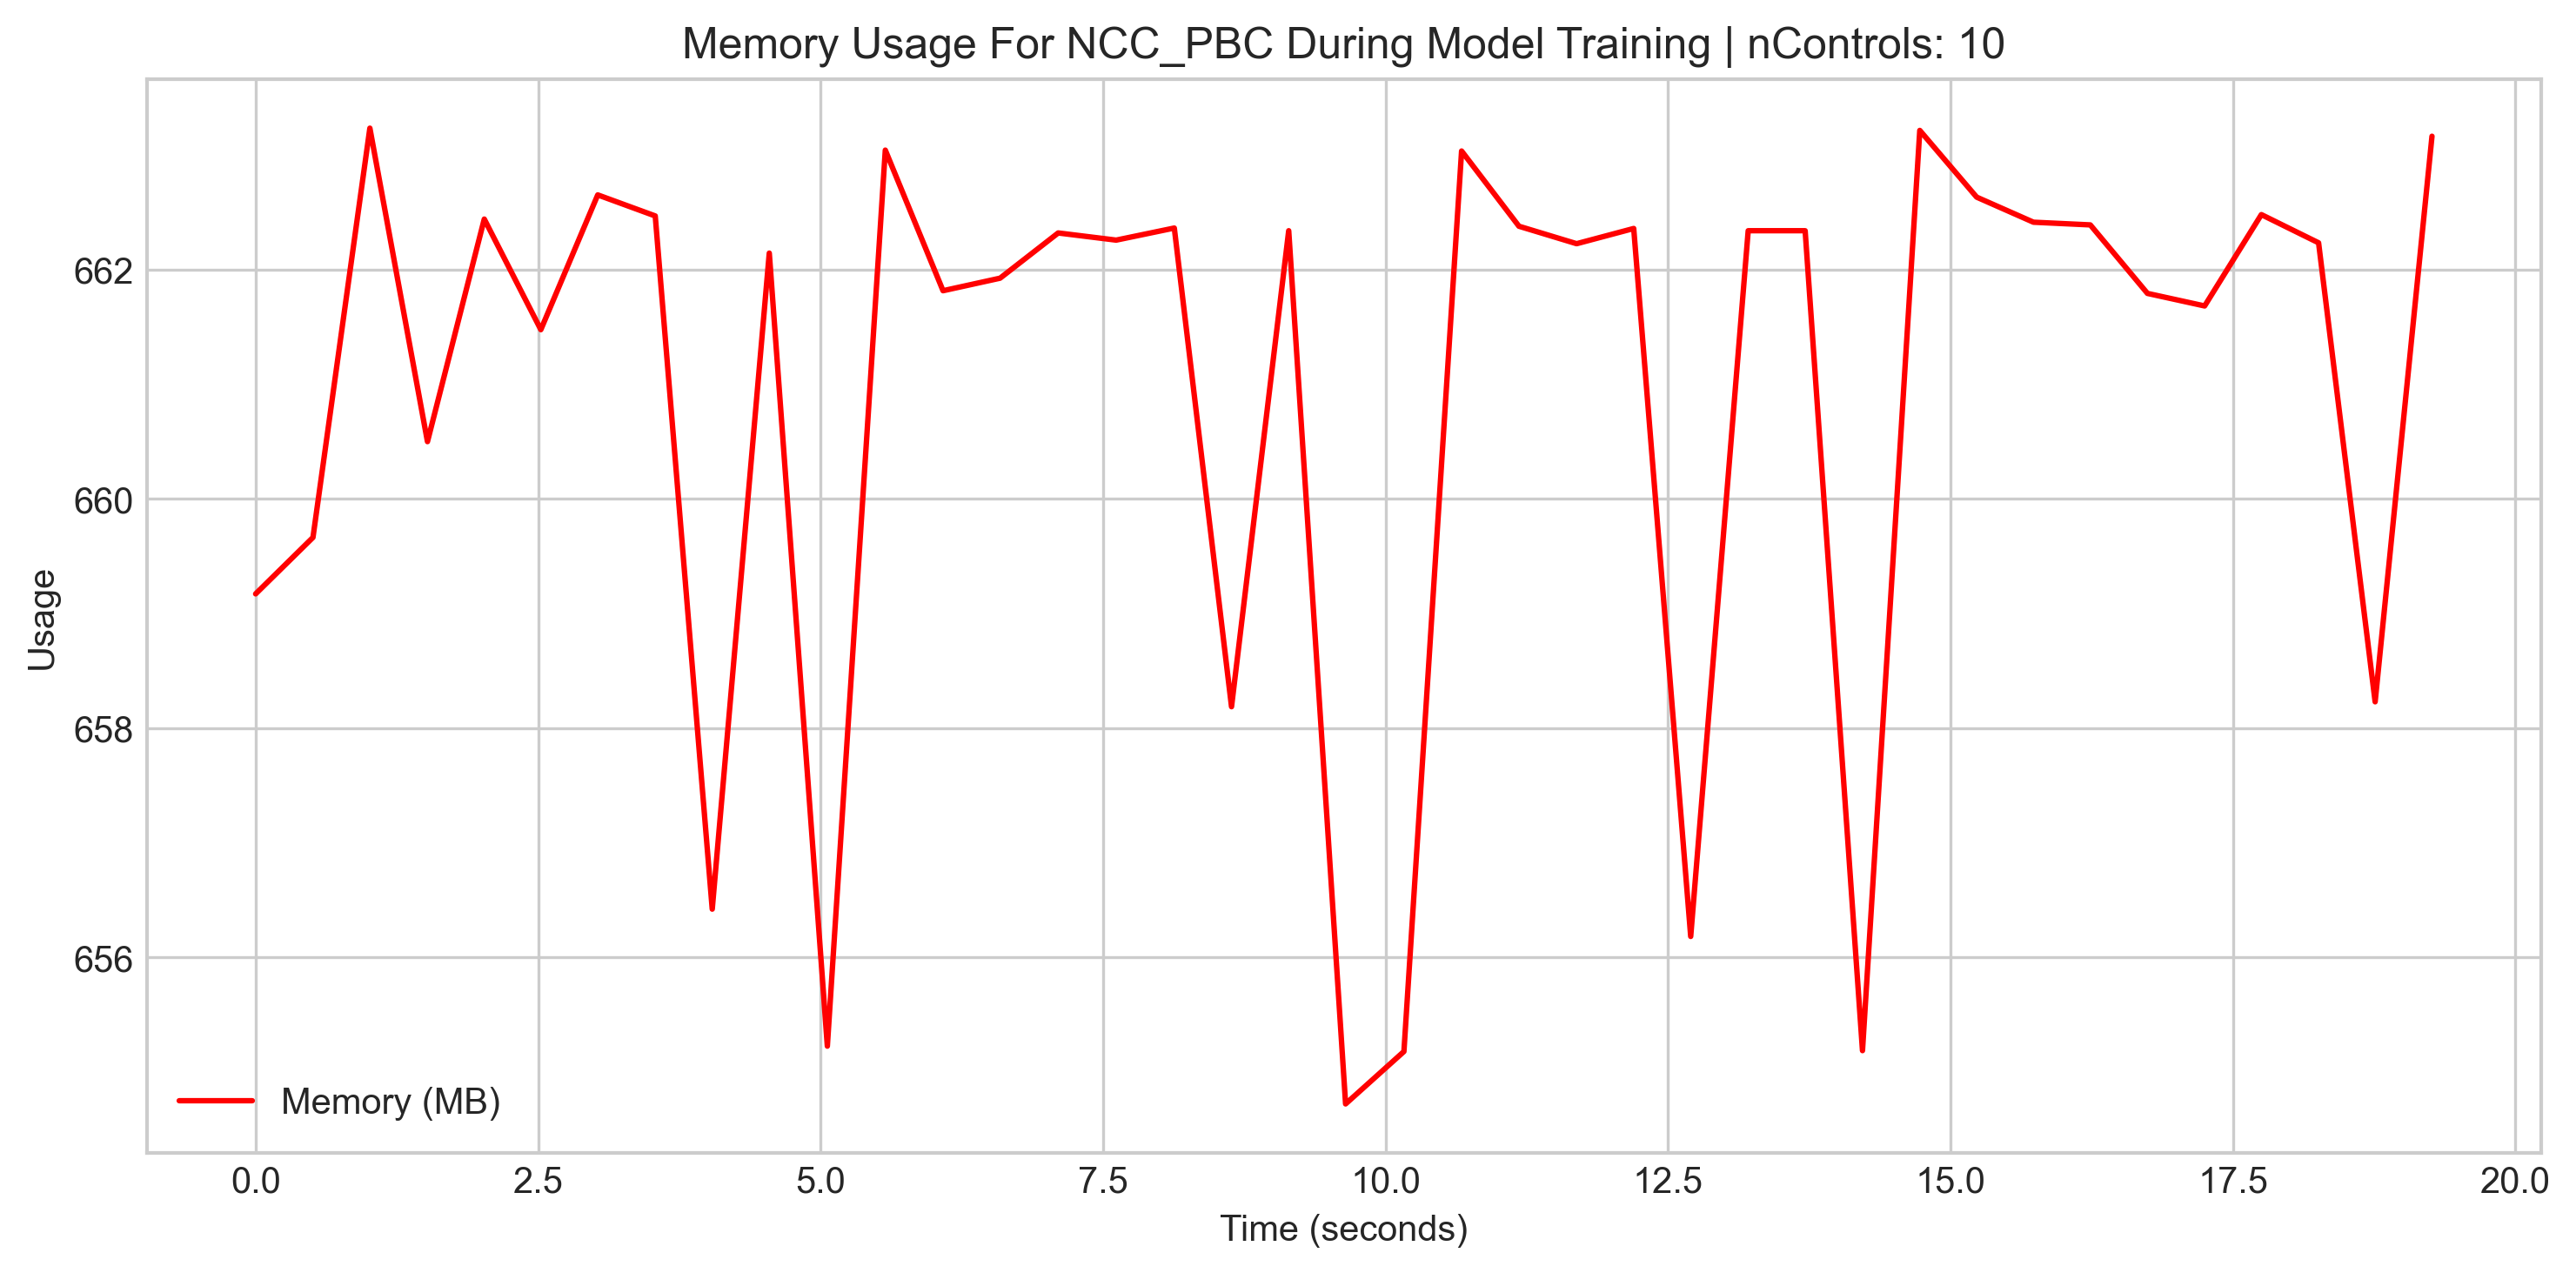 Memory Usage For NCC_PBC During Model Training | nControls: 10
662
660
658
656
Usage
Memory (MB)
0.0 2.5 5.0 7.5 10.0 12.5 15.0 17.5 20.0
Time (seconds)